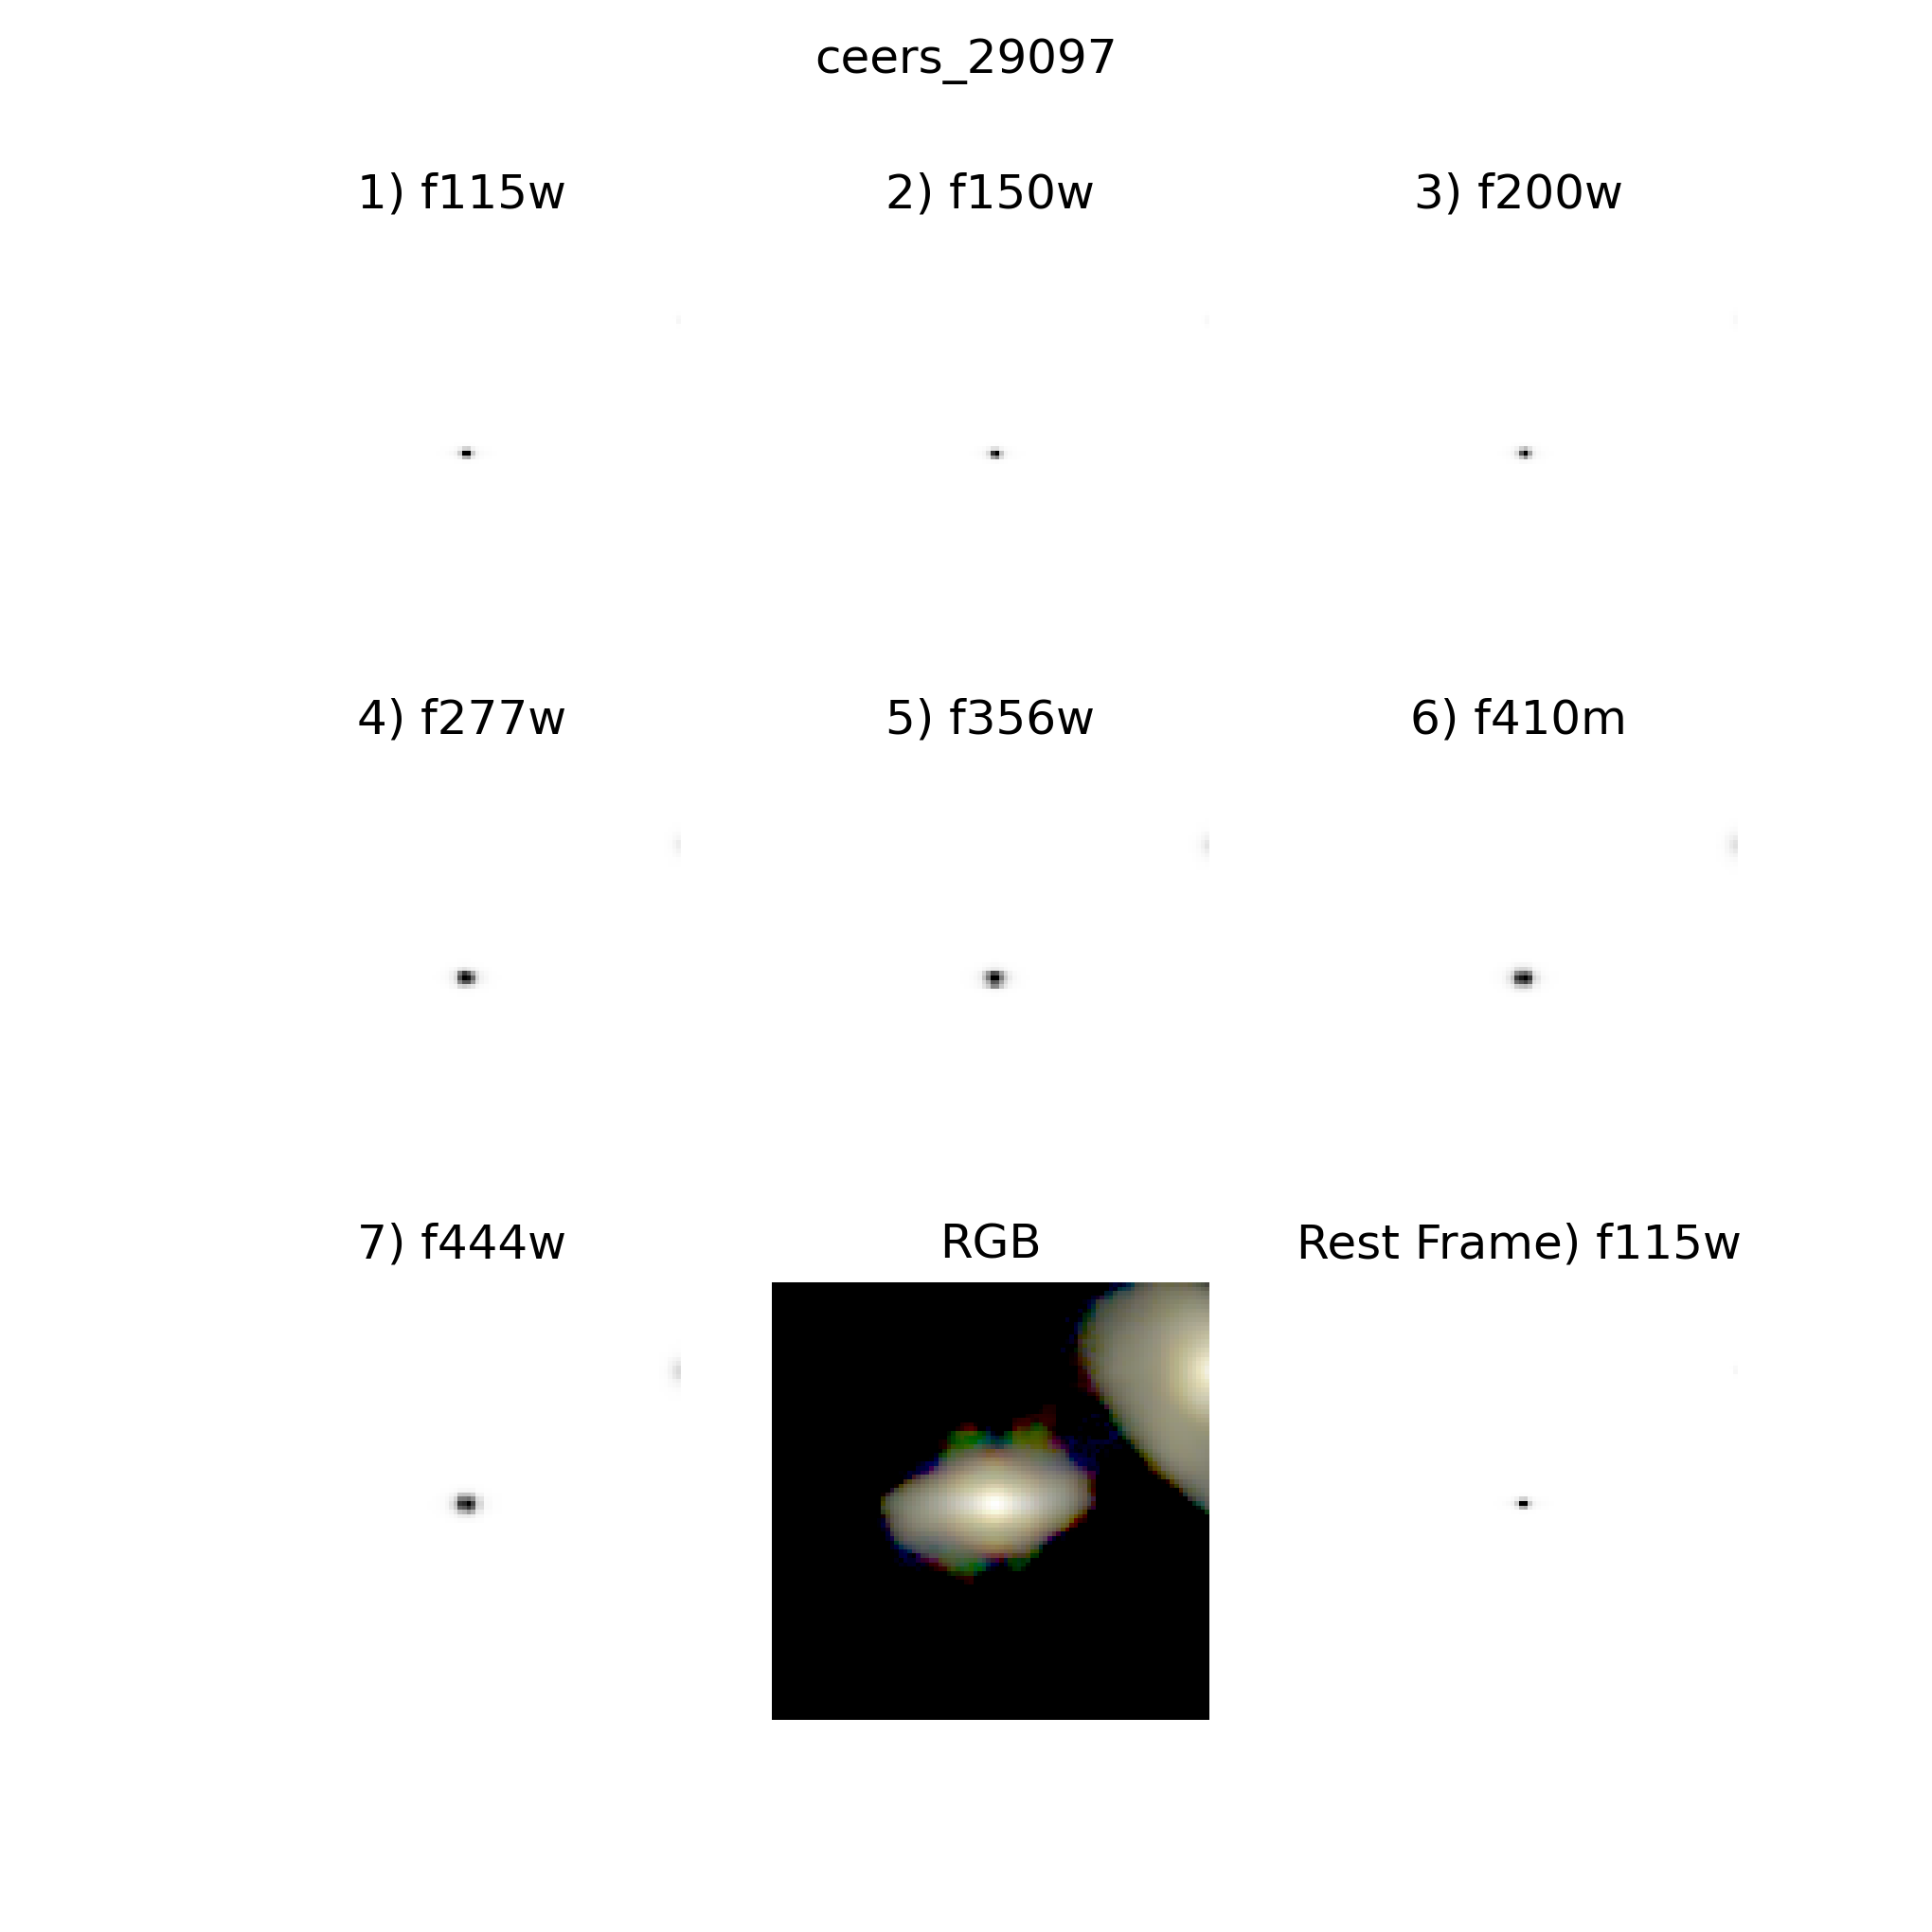 ceers_29097
1) f115w
2) f150w
3) f200w
4) f277w
5) f356w
6) f410m
7) f444w
RGB
Rest Frame) f115w